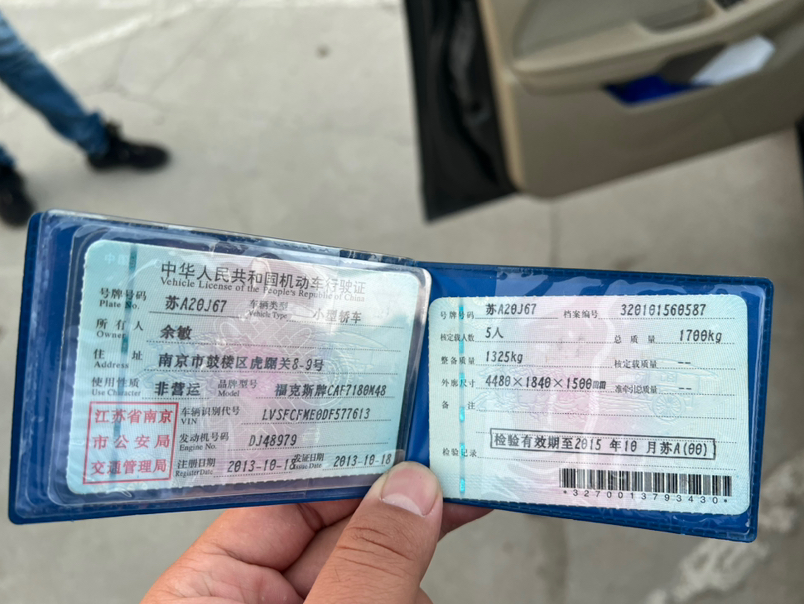 中华人民共和国机动车行驶证
Vehicle License of the People's Republic of China
号牌号码 苏A20J67 车辆类型 小型轿车
Plate No. Vehicle Type
所有人 余敏
Owner
住址 南京市鼓楼区虎踞关8-9号
Address
使用性质 非营运 品牌型号 福克斯牌CAF7180M48
Use Character Model
江苏省南京
市公安局
交通管理局
车辆识别代号 LVSFCFME0DF577613
VIN
发动机号码 DJ48979
Engine No.
注册日期 2013-10-18 发证日期 2013-10-18
Register Date Issue Date
号牌号码 苏A20J67 档案编号 320101560587
核定载人数 5人 总质量 1700kg
整备质量 1325kg 核定载质量 --
外廓尺寸 4480×1840×1500mm 准牵引总质量 --
备注
检验记录 检验有效期至2015 年10 月苏A(00)
*3270013793430*